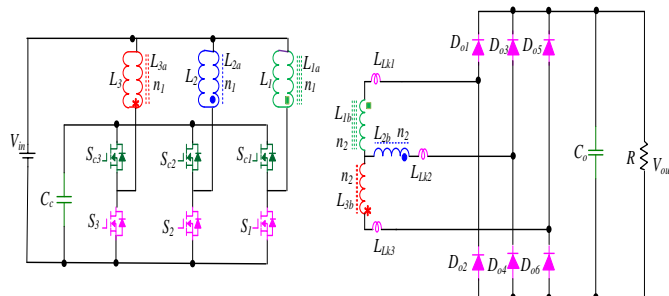 L3 L3a n1
L2 L2a n1
L1 L1a n1
Vin
Sc3 Sc2 Sc1
Cc
S3 S2 S1
Do1 Do3 Do5
LLk1
L1b n2
L2b n2
LLk2
n2
L3b
LLk3
Co
R
Vou
Do2 Do4 Do6